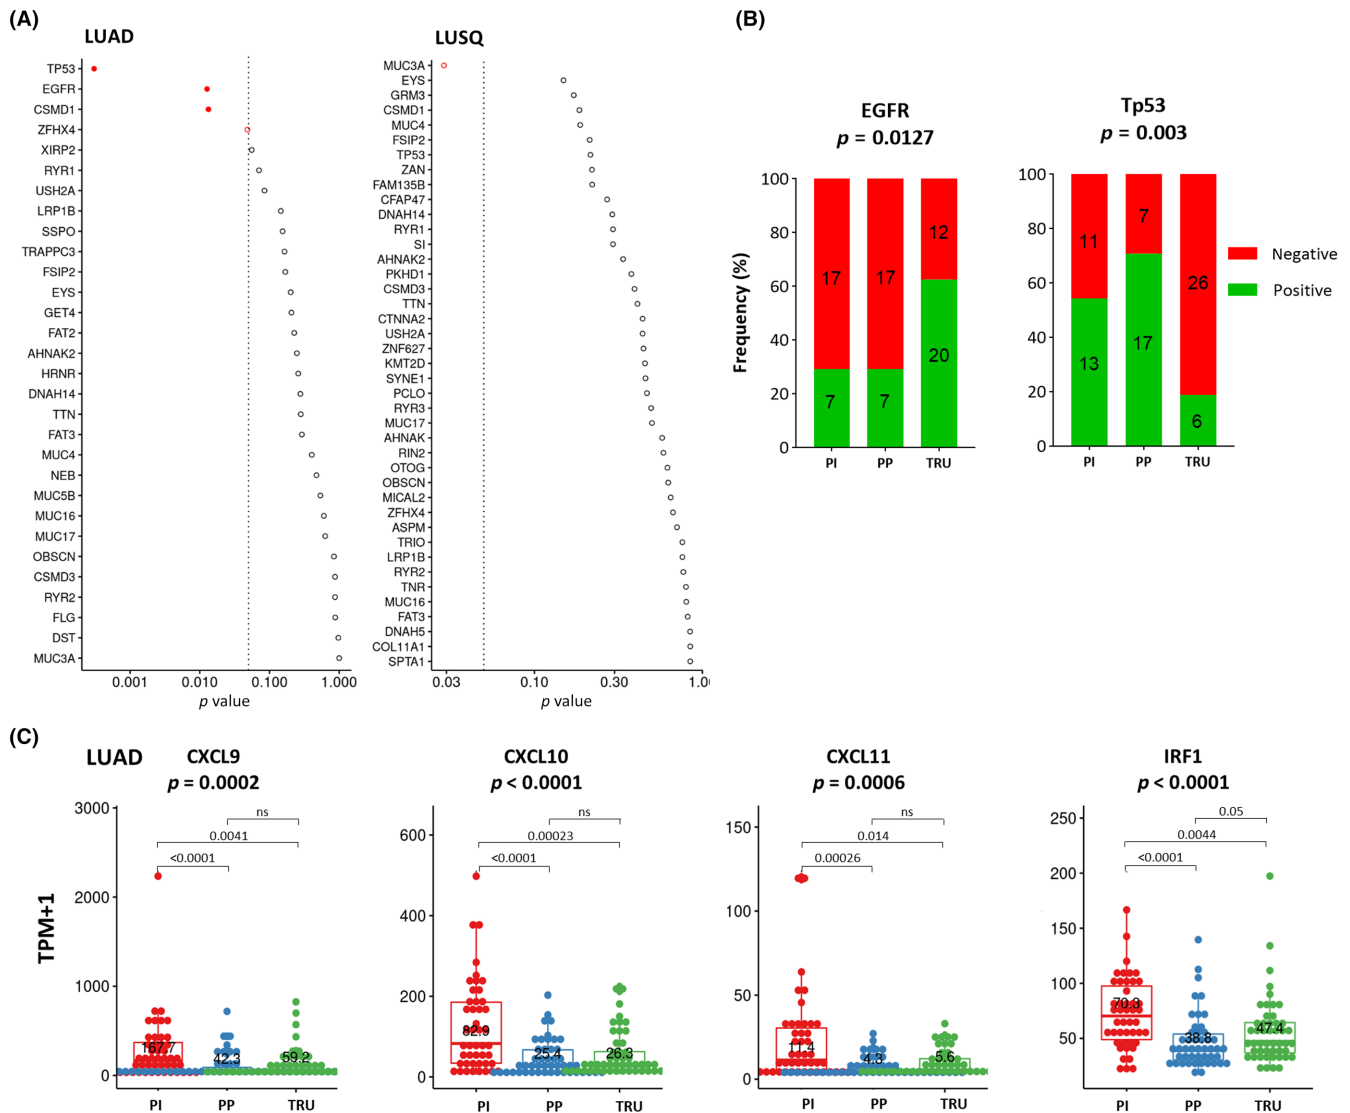 (A)
LUAD
TP53
EGFR
CSMD1
ZFHX4
XIRP2
RYR1
USH2A
LRP1B
SSPO
TRAPPC3
FSIP2
EYS
GET4
FAT2
AHNAK2
HRNR
DNAH14
TTN
FAT3
MUC4
NEB
MUC5B
MUC16
MUC17
OBSCN
CSMD3
RYR2
FLG
DST
MUC3A
0.001 0.010 0.100 1.000
p value
LUSQ
MUC3A
EYS
GRM3
CSMD1
MUC4
FSIP2
TP53
ZAN
FAM135B
CFAP47
DNAH14
RYR1
SI
AHNAK2
PKHD1
CSMD3
TTN
CTNNA2
USH2A
ZNF627
KMT2D
SYNE1
PCLO
RYR3
MUC17
AHNAK
RIN2
OTOG
OBSCN
MICAL2
ZFHX4
ASPM
TRIO
LRP1B
RYR2
TNR
MUC16
FAT3
DNAH5
COL11A1
SPTA1
0.03 0.10 0.30 1.0
p value
(B)
EGFR
p = 0.0127
Frequency (%)
100
80
60
40
20
0
17 17 12
7 7 20
PI PP TRU
Tp53
p = 0.003
100
80
60
40
20
0
11 7 26
13 17 6
PI PP TRU
Negative
Positive
(C)
LUAD
TPM+1
CXCL9
p = 0.0002
3000
2000
1000
0
ns
0.0041
<0.0001
167.7 42.3 59.2
PI PP TRU
CXCL10
p < 0.0001
600
400
200
0
ns
0.00023
<0.0001
82.9 25.4 26.3
PI PP TRU
CXCL11
p = 0.0006
150
100
50
0
ns
0.014
0.00026
11.4 4.3 5.6
PI PP TRU
IRF1
p < 0.0001
250
200
150
100
50
0.05
0.0044
<0.0001
70.3 38.8 47.4
PI PP TRU